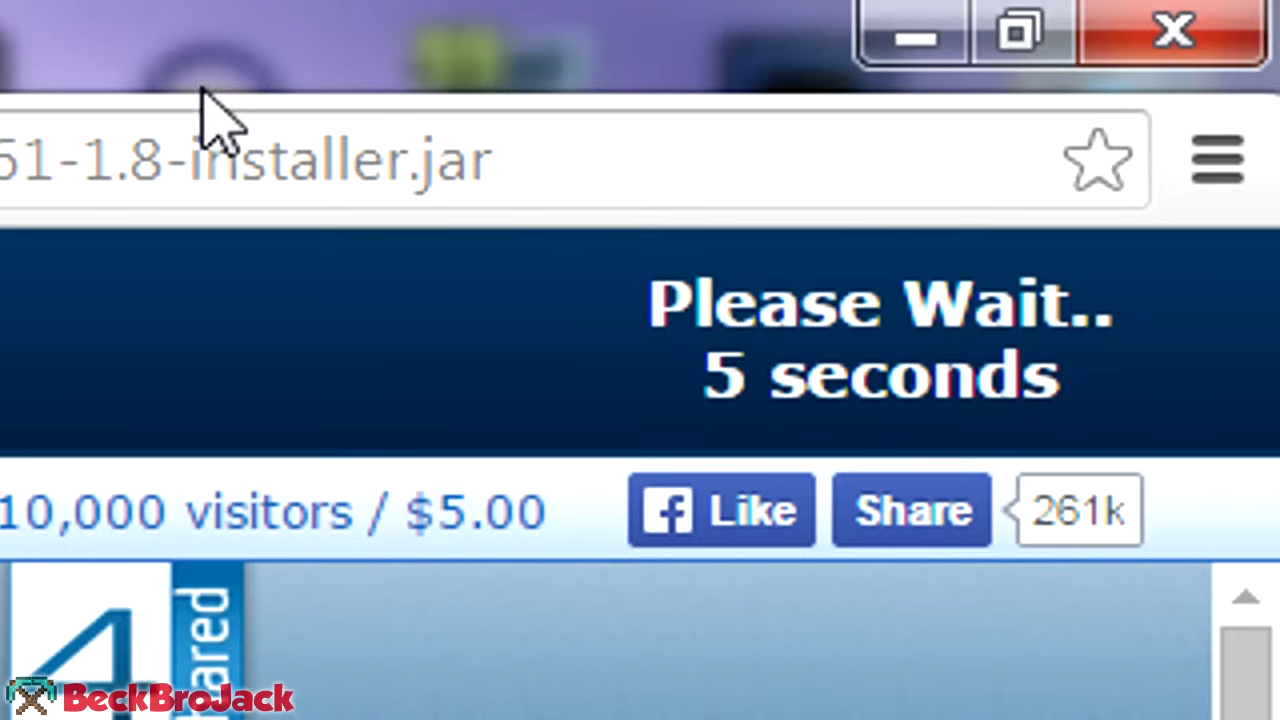 51-1.8-installer.jar
Please Wait..
5 seconds
10,000 visitors / $5.00
Like
Share
261k
4
ared
BeckBroJack